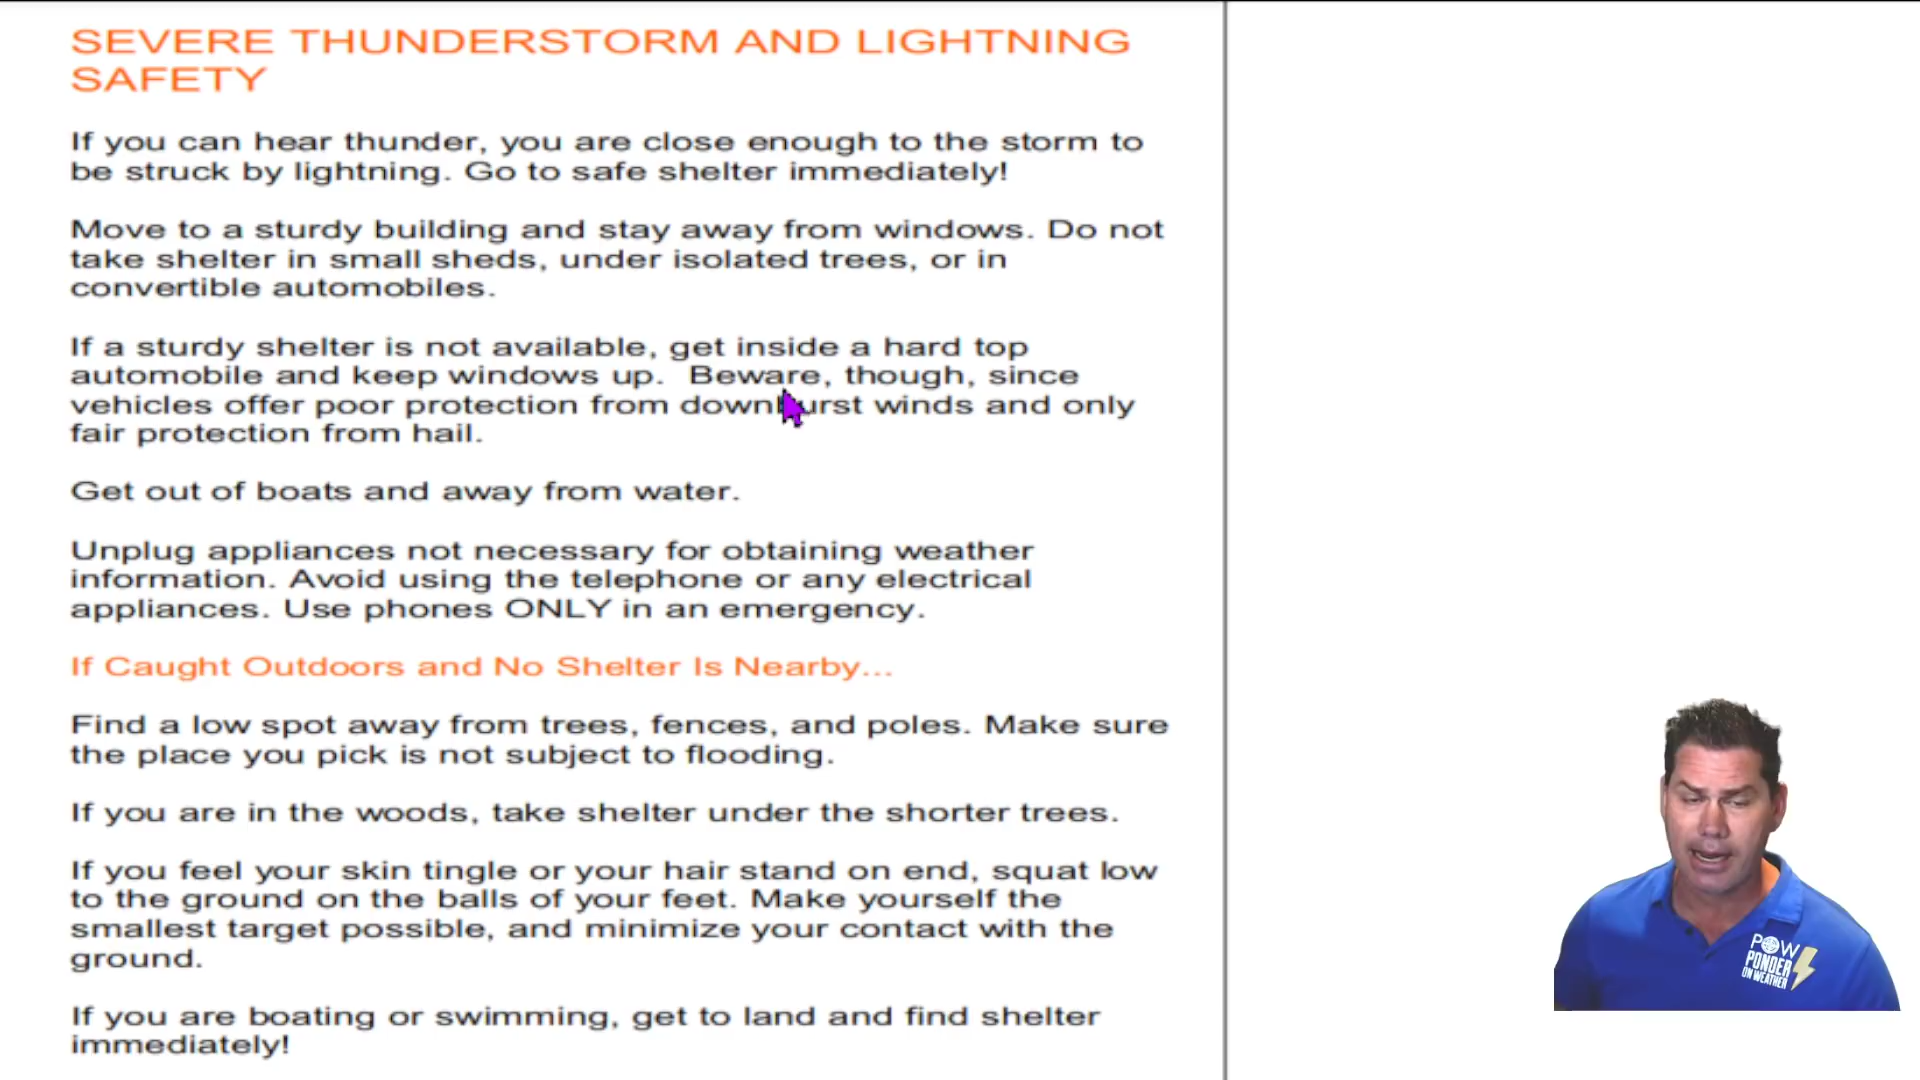 SEVERE THUNDERSTORM AND LIGHTNING
SAFETY
If you can hear thunder, you are close enough to the storm to
be struck by lightning. Go to safe shelter immediately!
Move to a sturdy building and stay away from windows. Do not
take shelter in small sheds, under isolated trees, or in
convertible automobiles.
If a sturdy shelter is not available, get inside a hard top
automobile and keep windows up. Beware, though, since
vehicles offer poor protection from downburst winds and only
fair protection from hail.
Get out of boats and away from water.
Unplug appliances not necessary for obtaining weather
information. Avoid using the telephone or any electrical
appliances. Use phones ONLY in an emergency.
If Caught Outdoors and No Shelter Is Nearby...
Find a low spot away from trees, fences, and poles. Make sure
the place you pick is not subject to flooding.
If you are in the woods, take shelter under the shorter trees.
If you feel your skin tingle or your hair stand on end, squat low
to the ground on the balls of your feet. Make yourself the
smallest target possible, and minimize your contact with the
ground.
If you are boating or swimming, get to land and find shelter
immediately!
POW
PONDER
ON WEATHER